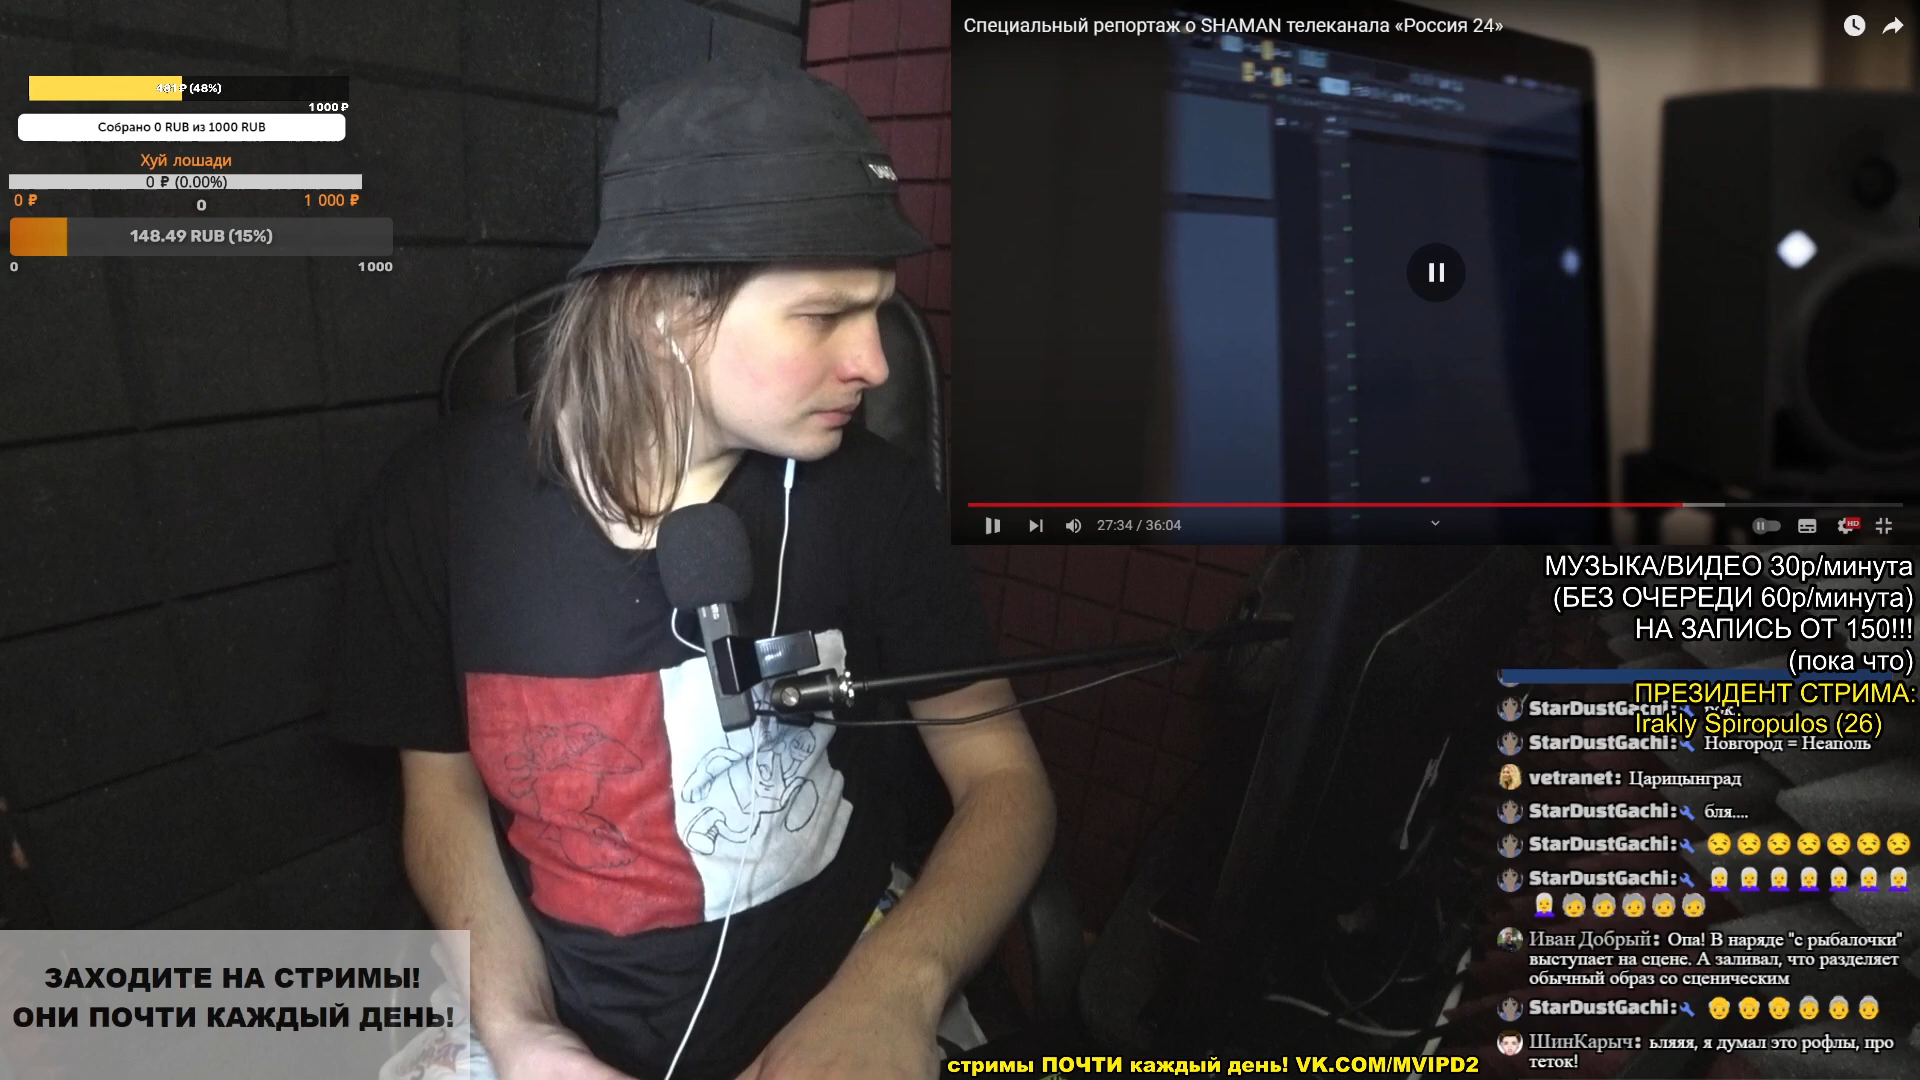 Специальный репортаж о SHAMAN телеканала «Россия 24»
481 ₽ (48%)
1000 ₽
Собрано 0 RUB из 1000 RUB
Хуй лошади
0 ₽ (0.00%)
0 ₽
0
1 000 ₽
148.49 RUB (15%)
0
1000
27:34 / 36:04
HD
МУЗЫКА/ВИДЕО 30р/минута
(БЕЗ ОЧЕРЕДИ 60р/минута)
НА ЗАПИСЬ ОТ 150!!!
(пока что)
ПРЕЗИДЕНТ СТРИМА:
Irakly Spiropulos (26)
StarDustGachi:
StarDustGachi: Новгород = Неаполь
vetranet: Царицынград
StarDustGachi: бля....
StarDustGachi: 😒😒😒😒😒😒😒
StarDustGachi: 👩‍🦳👩‍🦳👩‍🦳👩‍🦳👩‍🦳👩‍🦳👩‍🦳
👩‍🦳🧓🧓🧓🧓🧓
Иван Добрый: Опа! В наряде "с рыбалочки"
выступает на сцене. А заливал, что разделяет
обычный образ со сценическим
StarDustGachi: 👴👴👴👵👵👵
ШинКарыч: ьляяя, я думал это рофлы, про
теток!
ЗАХОДИТЕ НА СТРИМЫ!
ОНИ ПОЧТИ КАЖДЫЙ ДЕНЬ!
стримы ПОЧТИ каждый день! VK.COM/MVIPD2